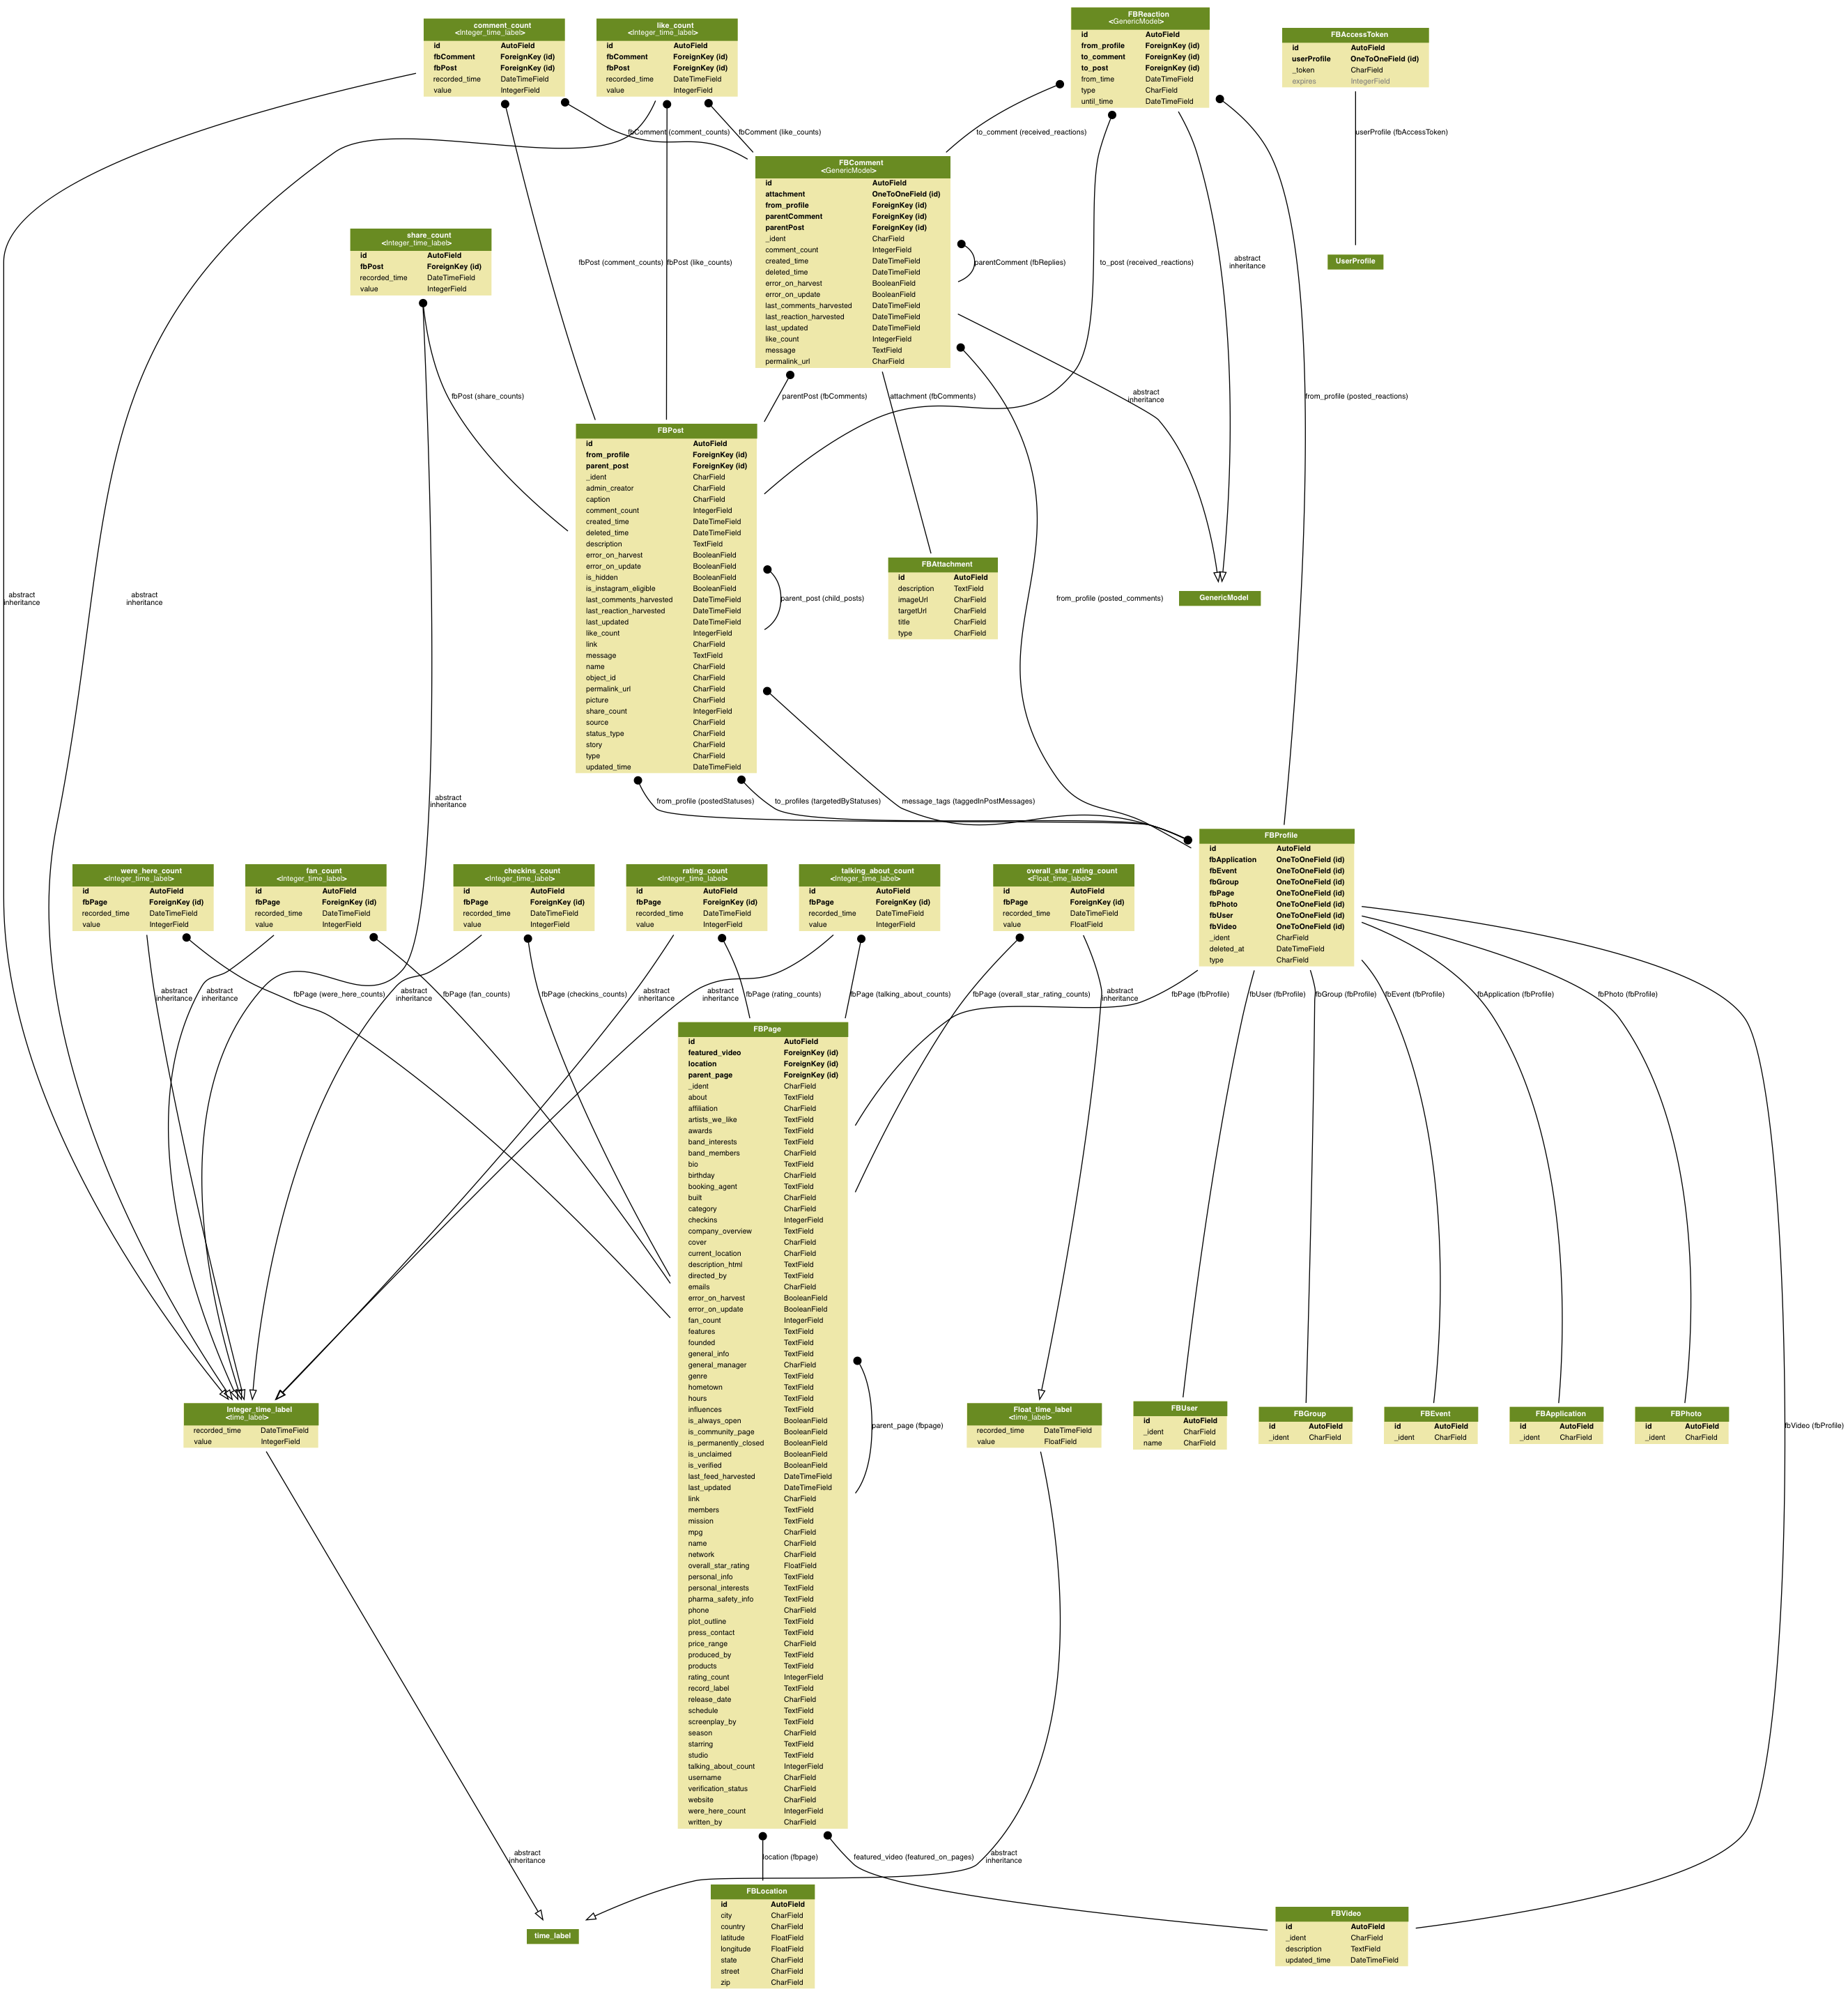 comment_count
<Integer_time_label>
id AutoField
fbComment ForeignKey (id)
fbPost ForeignKey (id)
recorded_time DateTimeField
value IntegerField
like_count
<Integer_time_label>
id AutoField
fbComment ForeignKey (id)
fbPost ForeignKey (id)
recorded_time DateTimeField
value IntegerField
FBReaction
<GenericModel>
id AutoField
from_profile ForeignKey (id)
to_comment ForeignKey (id)
to_post ForeignKey (id)
from_time DateTimeField
type CharField
until_time DateTimeField
FBAccessToken
id AutoField
userProfile OneToOneField (id)
_token CharField
expires IntegerField
fbComment (comment_counts)
fbComment (like_counts)
to_comment (received_reactions)
userProfile (fbAccessToken)
FBComment
<GenericModel>
id AutoField
attachment OneToOneField (id)
from_profile ForeignKey (id)
parentComment ForeignKey (id)
parentPost ForeignKey (id)
_ident CharField
comment_count IntegerField
created_time DateTimeField
deleted_time DateTimeField
error_on_harvest BooleanField
error_on_update BooleanField
last_comments_harvested DateTimeField
last_reaction_harvested DateTimeField
last_updated DateTimeField
like_count IntegerField
message TextField
permalink_url CharField
share_count
<Integer_time_label>
id AutoField
fbPost ForeignKey (id)
recorded_time DateTimeField
value IntegerField
fbPost (comment_counts)
fbPost (like_counts)
parentComment (fbReplies)
to_post (received_reactions)
abstract
inheritance
UserProfile
fbPost (share_counts)
parentPost (fbComments)
attachment (fbComments)
abstract
inheritance
from_profile (posted_reactions)
FBPost
id AutoField
from_profile ForeignKey (id)
parent_post ForeignKey (id)
_ident CharField
admin_creator CharField
caption CharField
comment_count IntegerField
created_time DateTimeField
deleted_time DateTimeField
description TextField
error_on_harvest BooleanField
error_on_update BooleanField
is_hidden BooleanField
is_instagram_eligible BooleanField
last_comments_harvested DateTimeField
last_reaction_harvested DateTimeField
last_updated DateTimeField
like_count IntegerField
link CharField
message TextField
name CharField
object_id CharField
permalink_url CharField
picture CharField
share_count IntegerField
source CharField
status_type CharField
story CharField
type CharField
updated_time DateTimeField
abstract
inheritance
abstract
inheritance
parent_post (child_posts)
FBAttachment
id AutoField
description TextField
imageUrl CharField
targetUrl CharField
title CharField
type CharField
from_profile (posted_comments)
GenericModel
abstract
inheritance
from_profile (postedStatuses)
to_profiles (targetedByStatuses)
message_tags (taggedInPostMessages)
FBProfile
id AutoField
fbApplication OneToOneField (id)
fbEvent OneToOneField (id)
fbGroup OneToOneField (id)
fbPage OneToOneField (id)
fbPhoto OneToOneField (id)
fbUser OneToOneField (id)
fbVideo OneToOneField (id)
_ident CharField
deleted_at DateTimeField
type CharField
were_here_count
<Integer_time_label>
id AutoField
fbPage ForeignKey (id)
recorded_time DateTimeField
value IntegerField
fan_count
<Integer_time_label>
id AutoField
fbPage ForeignKey (id)
recorded_time DateTimeField
value IntegerField
checkins_count
<Integer_time_label>
id AutoField
fbPage ForeignKey (id)
recorded_time DateTimeField
value IntegerField
rating_count
<Integer_time_label>
id AutoField
fbPage ForeignKey (id)
recorded_time DateTimeField
value IntegerField
talking_about_count
<Integer_time_label>
id AutoField
fbPage ForeignKey (id)
recorded_time DateTimeField
value IntegerField
overall_star_rating_count
<Float_time_label>
id AutoField
fbPage ForeignKey (id)
recorded_time DateTimeField
value FloatField
abstract
inheritance
abstract
inheritance
fbPage (were_here_counts)
abstract
inheritance
fbPage (fan_counts)
fbPage (checkins_counts)
abstract
inheritance
abstract
inheritance
fbPage (rating_counts)
fbPage (talking_about_counts)
fbPage (overall_star_rating_counts)
abstract
inheritance
fbPage (fbProfile)
fbUser (fbProfile)
fbGroup (fbProfile)
fbEvent (fbProfile)
fbApplication (fbProfile)
fbPhoto (fbProfile)
FBPage
id AutoField
featured_video ForeignKey (id)
location ForeignKey (id)
parent_page ForeignKey (id)
_ident CharField
about TextField
affiliation CharField
artists_we_like TextField
awards TextField
band_interests TextField
band_members CharField
bio TextField
birthday CharField
booking_agent TextField
built CharField
category CharField
checkins IntegerField
company_overview TextField
cover CharField
current_location CharField
description_html TextField
directed_by TextField
emails CharField
error_on_harvest BooleanField
error_on_update BooleanField
fan_count IntegerField
features TextField
founded TextField
general_info TextField
general_manager CharField
genre TextField
hometown TextField
hours TextField
influences TextField
is_always_open BooleanField
is_community_page BooleanField
is_permanently_closed BooleanField
is_unclaimed BooleanField
is_verified BooleanField
last_feed_harvested DateTimeField
last_updated DateTimeField
link CharField
members TextField
mission TextField
mpg CharField
name CharField
network CharField
overall_star_rating FloatField
personal_info TextField
personal_interests TextField
pharma_safety_info TextField
phone CharField
plot_outline TextField
press_contact TextField
price_range CharField
produced_by TextField
products TextField
rating_count IntegerField
record_label TextField
release_date CharField
schedule TextField
screenplay_by TextField
season CharField
starring TextField
studio TextField
talking_about_count IntegerField
username CharField
verification_status CharField
website CharField
were_here_count IntegerField
written_by CharField
Integer_time_label
<time_label>
recorded_time DateTimeField
value IntegerField
parent_page (fbpage)
Float_time_label
<time_label>
recorded_time DateTimeField
value FloatField
FBUser
id AutoField
_ident CharField
name CharField
FBGroup
id AutoField
_ident CharField
FBEvent
id AutoField
_ident CharField
FBApplication
id AutoField
_ident CharField
FBPhoto
id AutoField
_ident CharField
fbVideo (fbProfile)
abstract
inheritance
location (fbpage)
featured_video (featured_on_pages)
abstract
inheritance
time_label
FBLocation
id AutoField
city CharField
country CharField
latitude FloatField
longitude FloatField
state CharField
street CharField
zip CharField
FBVideo
id AutoField
_ident CharField
description TextField
updated_time DateTimeField